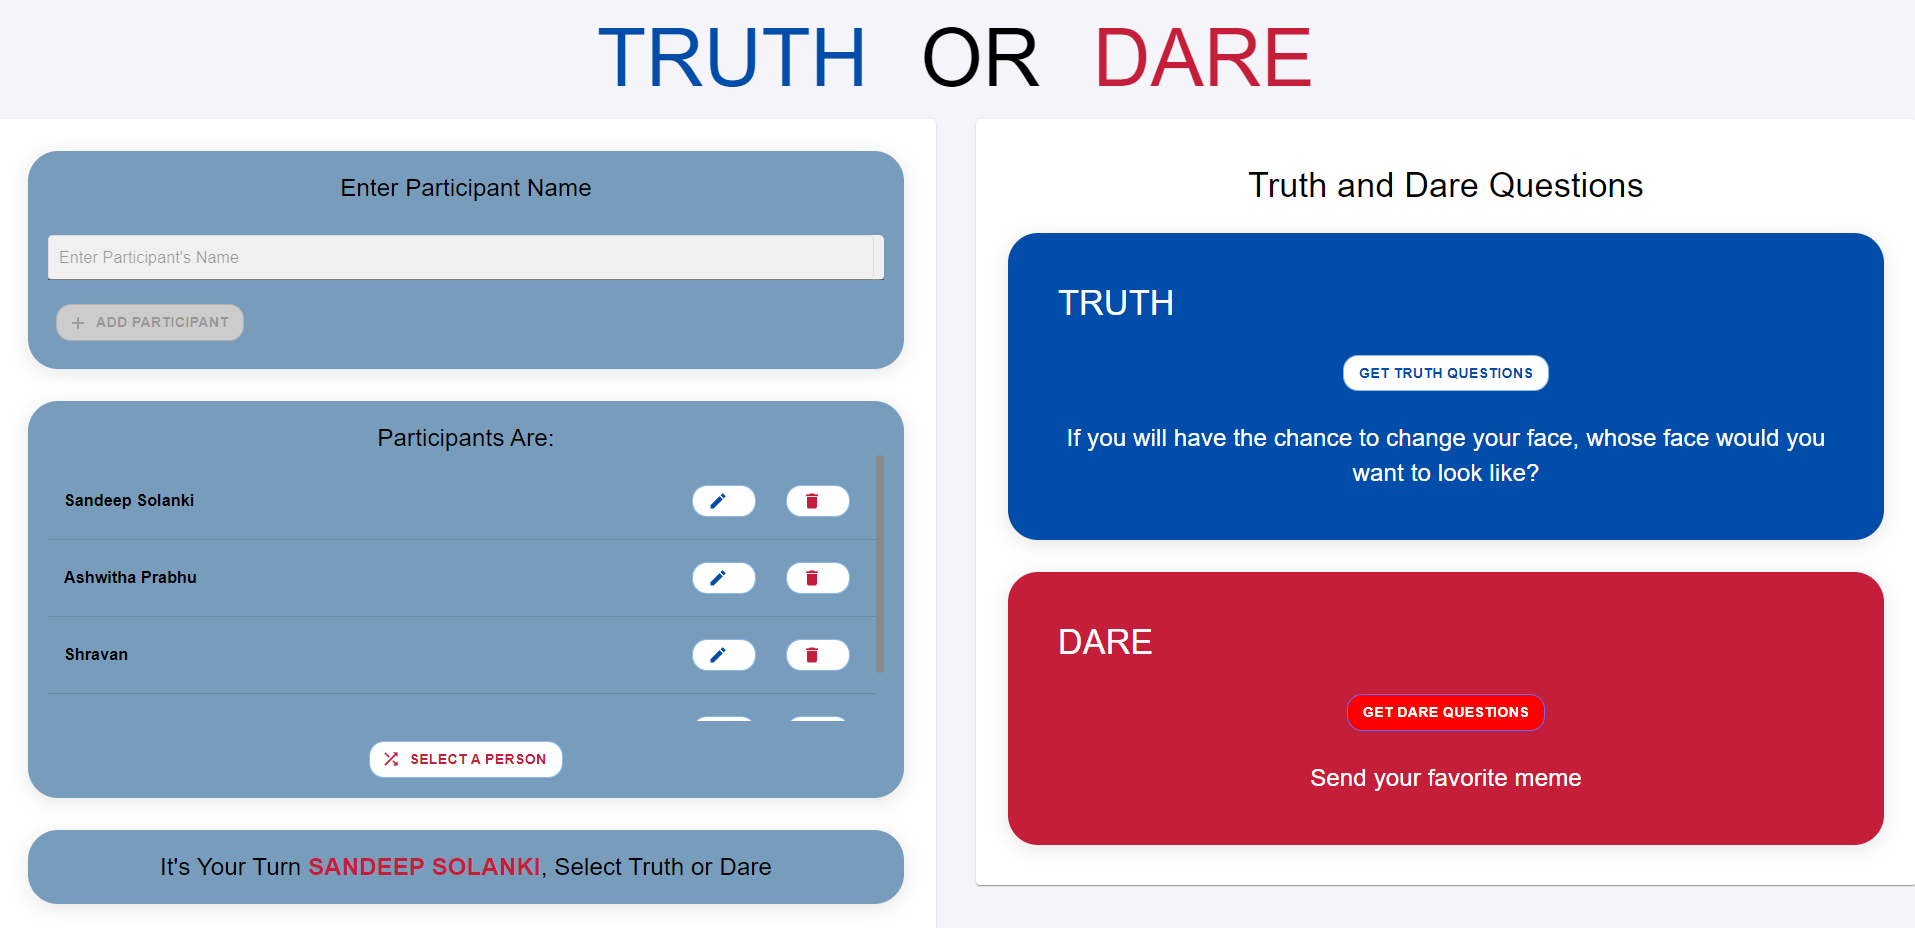 TRUTH OR DARE
Enter Participant Name
Enter Participant's Name
ADD PARTICIPANT
Participants Are:
Sandeep Solanki
Ashwitha Prabhu
Shravan
SELECT A PERSON
It's Your Turn SANDEEP SOLANKI, Select Truth or Dare
Truth and Dare Questions
TRUTH
GET TRUTH QUESTIONS
If you will have the chance to change your face, whose face would you
want to look like?
DARE
GET DARE QUESTIONS
Send your favorite meme